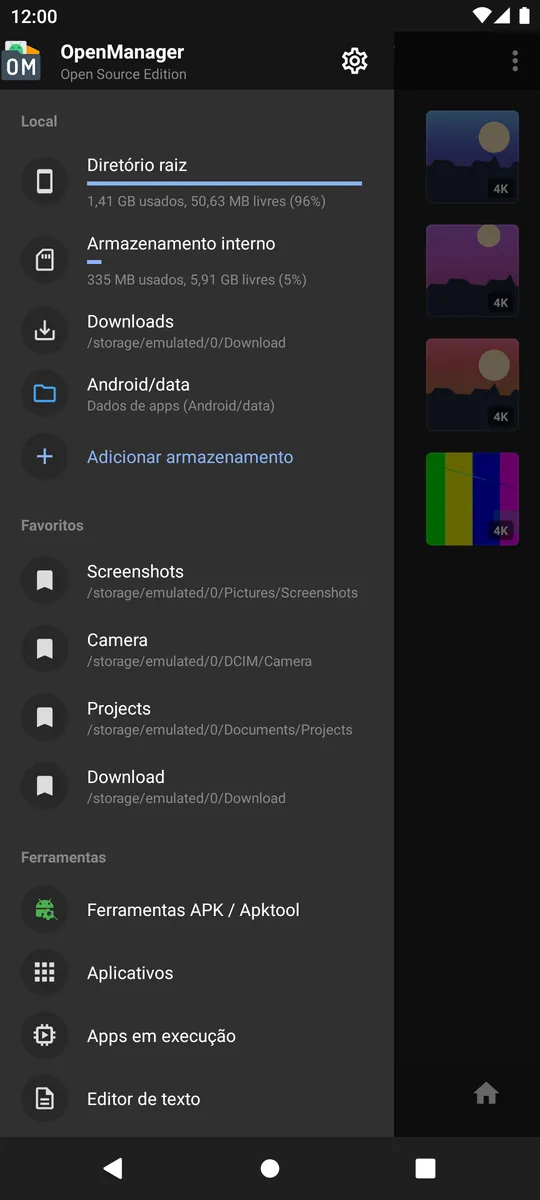 12:00
OM
OpenManager
Open Source Edition
Local
Diretório raiz
1,41 GB usados, 50,63 MB livres (96%)
Armazenamento interno
335 MB usados, 5,91 GB livres (5%)
Downloads
/storage/emulated/0/Download
Android/data
Dados de apps (Android/data)
Adicionar armazenamento
Favoritos
Screenshots
/storage/emulated/0/Pictures/Screenshots
Camera
/storage/emulated/0/DCIM/Camera
Projects
/storage/emulated/0/Documents/Projects
Download
/storage/emulated/0/Download
Ferramentas
Ferramentas APK / Apktool
Aplicativos
Apps em execução
Editor de texto
4K
4K
4K
4K